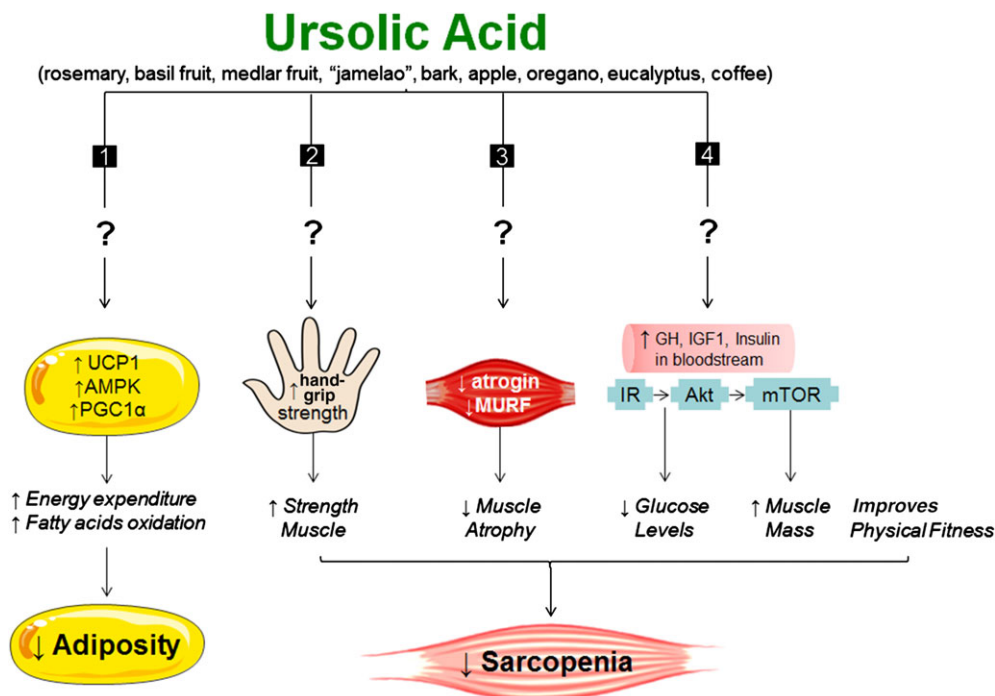 Ursolic Acid
(rosemary, basil fruit, medlar fruit, “jamelao”, bark, apple, oregano, eucalyptus, coffee)
1
2
3
4
?
?
?
?
↑ UCP1
↑AMPK
↑PGC1α
↑ hand-
grip
strength
↓ atrogin
↓MURF
↑ GH, IGF1, Insulin
in bloodstream
IR
Akt
mTOR
↑ Energy expenditure
↑ Fatty acids oxidation
↑ Strength
Muscle
↓ Muscle
Atrophy
↓ Glucose
Levels
↑ Muscle
Mass
Improves
Physical Fitness
↓ Adiposity
↓ Sarcopenia